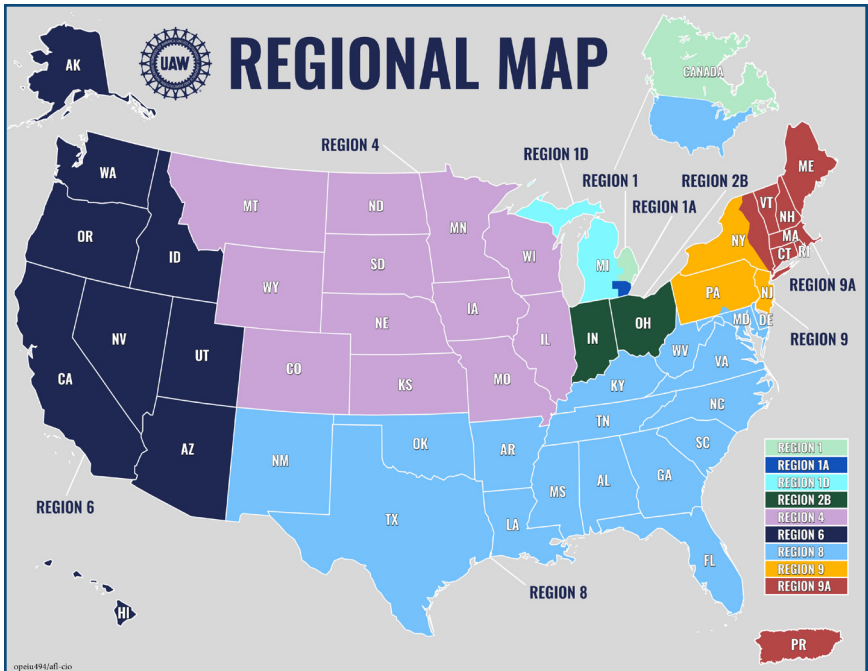 UAW
REGIONAL MAP
AK
CANADA
REGION 4
REGION 1D
REGION 1
REGION 2B
REGION 1A
ME
WA
MT
ND
MN
VT
NH
OR
ID
WI
MI
NY
MA
CT
RI
SD
WY
IA
PA
NJ
REGION 9A
NV
UT
NE
IL
IN
OH
MD
DE
REGION 9
CA
CO
KS
MO
WV
VA
KY
NC
TN
AZ
NM
OK
AR
SC
MS
AL
GA
REGION 6
TX
LA
FL
REGION 8
HI
REGION 1
REGION 1A
REGION 1D
REGION 2B
REGION 4
REGION 6
REGION 8
REGION 9
REGION 9A
PR
opeiu494/afl-cio